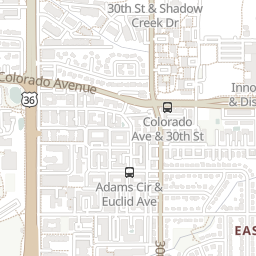 30th St & Shadow
Creek Dr
Colorado Avenue
36
Inno
& Dis
Colorado
Ave & 30th St
Adams Cir &
Euclid Ave
EAS
30